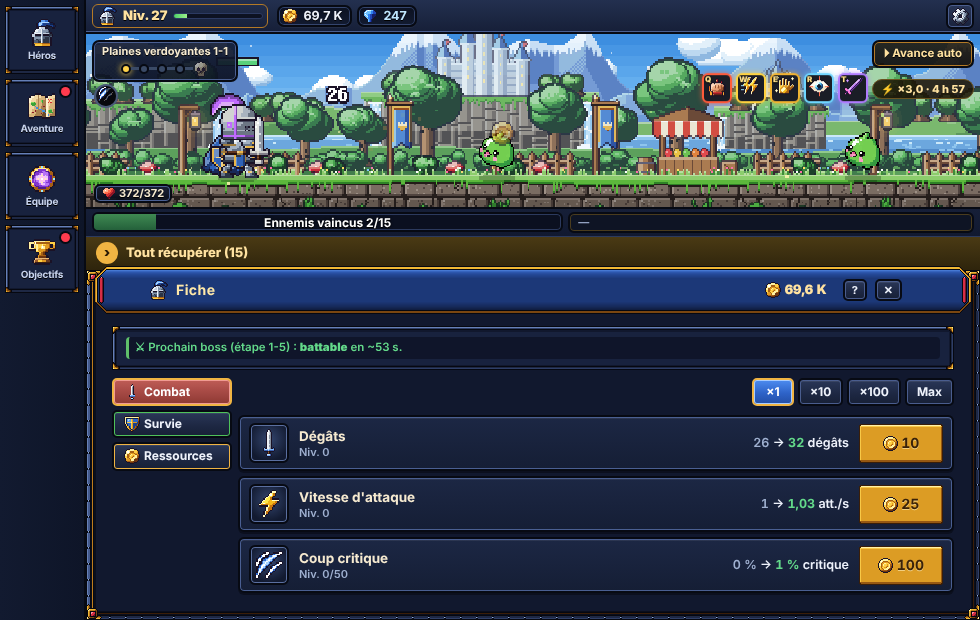 Niv. 27
69,7 K
247
Héros
Aventure
Équipe
Objectifs
Plaines verdoyantes 1-1
Avance auto
26
Q
W
E
R
T
×3,0 · 4 h 57
372/372
Ennemis vaincus 2/15
—
Tout récupérer (15)
Fiche
69,6 K
?
×
Prochain boss (étape 1-5) : battable en ~53 s.
Combat
×1
×10
×100
Max
Survie
Ressources
Dégâts
Niv. 0
26 → 32 dégâts
10
Vitesse d'attaque
Niv. 0
1 → 1,03 att./s
25
Coup critique
Niv. 0/50
0 % → 1 % critique
100